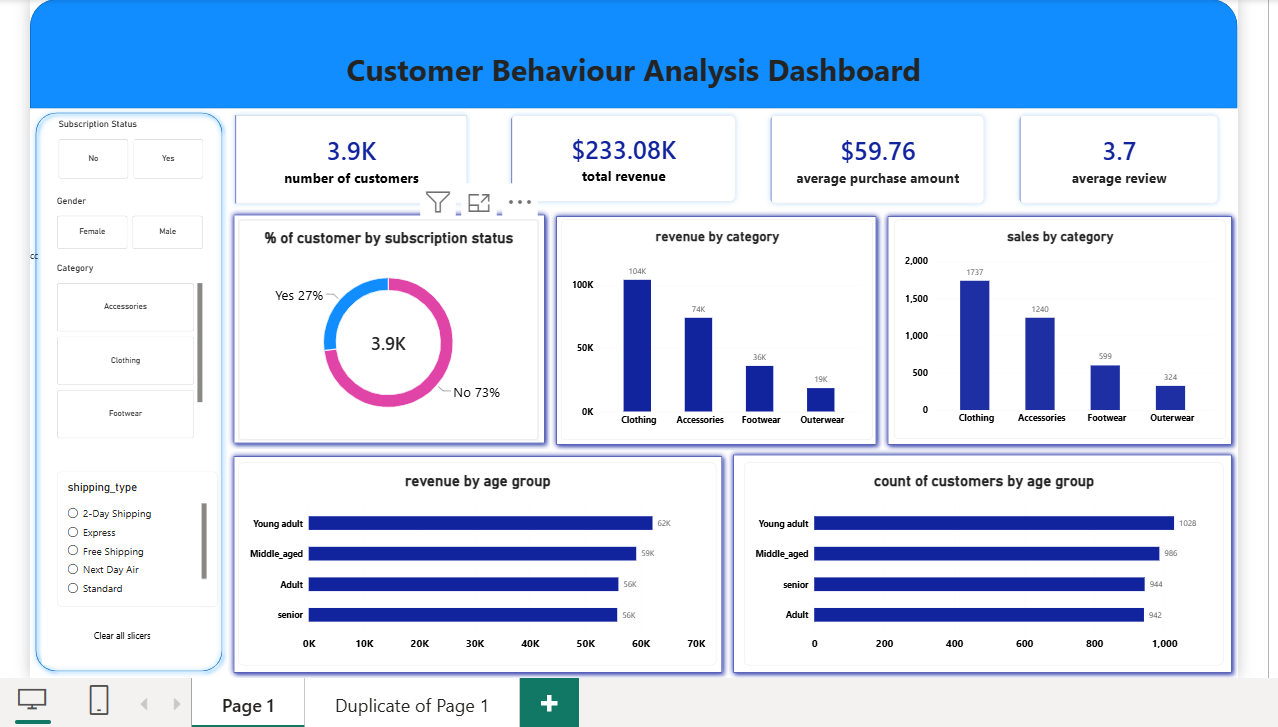 Customer Behaviour Analysis Dashboard
Subscription Status
No
Yes
Gender
Female
Male
cc
Category
Accessories
Clothing
Footwear
shipping_type
2-Day Shipping
Express
Free Shipping
Next Day Air
Standard
Clear all slicers
3.9K
number of customers
$233.08K
total revenue
$59.76
average purchase amount
3.7
average review
% of customer by subscription status
Yes 27%
3.9K
No 73%
revenue by category
100K
50K
0K
104K
74K
36K
19K
Clothing
Accessories
Footwear
Outerwear
sales by category
2,000
1,500
1,000
500
0
1737
1240
599
324
Clothing
Accessories
Footwear
Outerwear
revenue by age group
Young adult
62K
Middle_aged
59K
Adult
56K
senior
56K
0K
10K
20K
30K
40K
50K
60K
70K
count of customers by age group
Young adult
1028
Middle_aged
986
senior
944
Adult
942
0
200
400
600
800
1,000
Page 1
Duplicate of Page 1